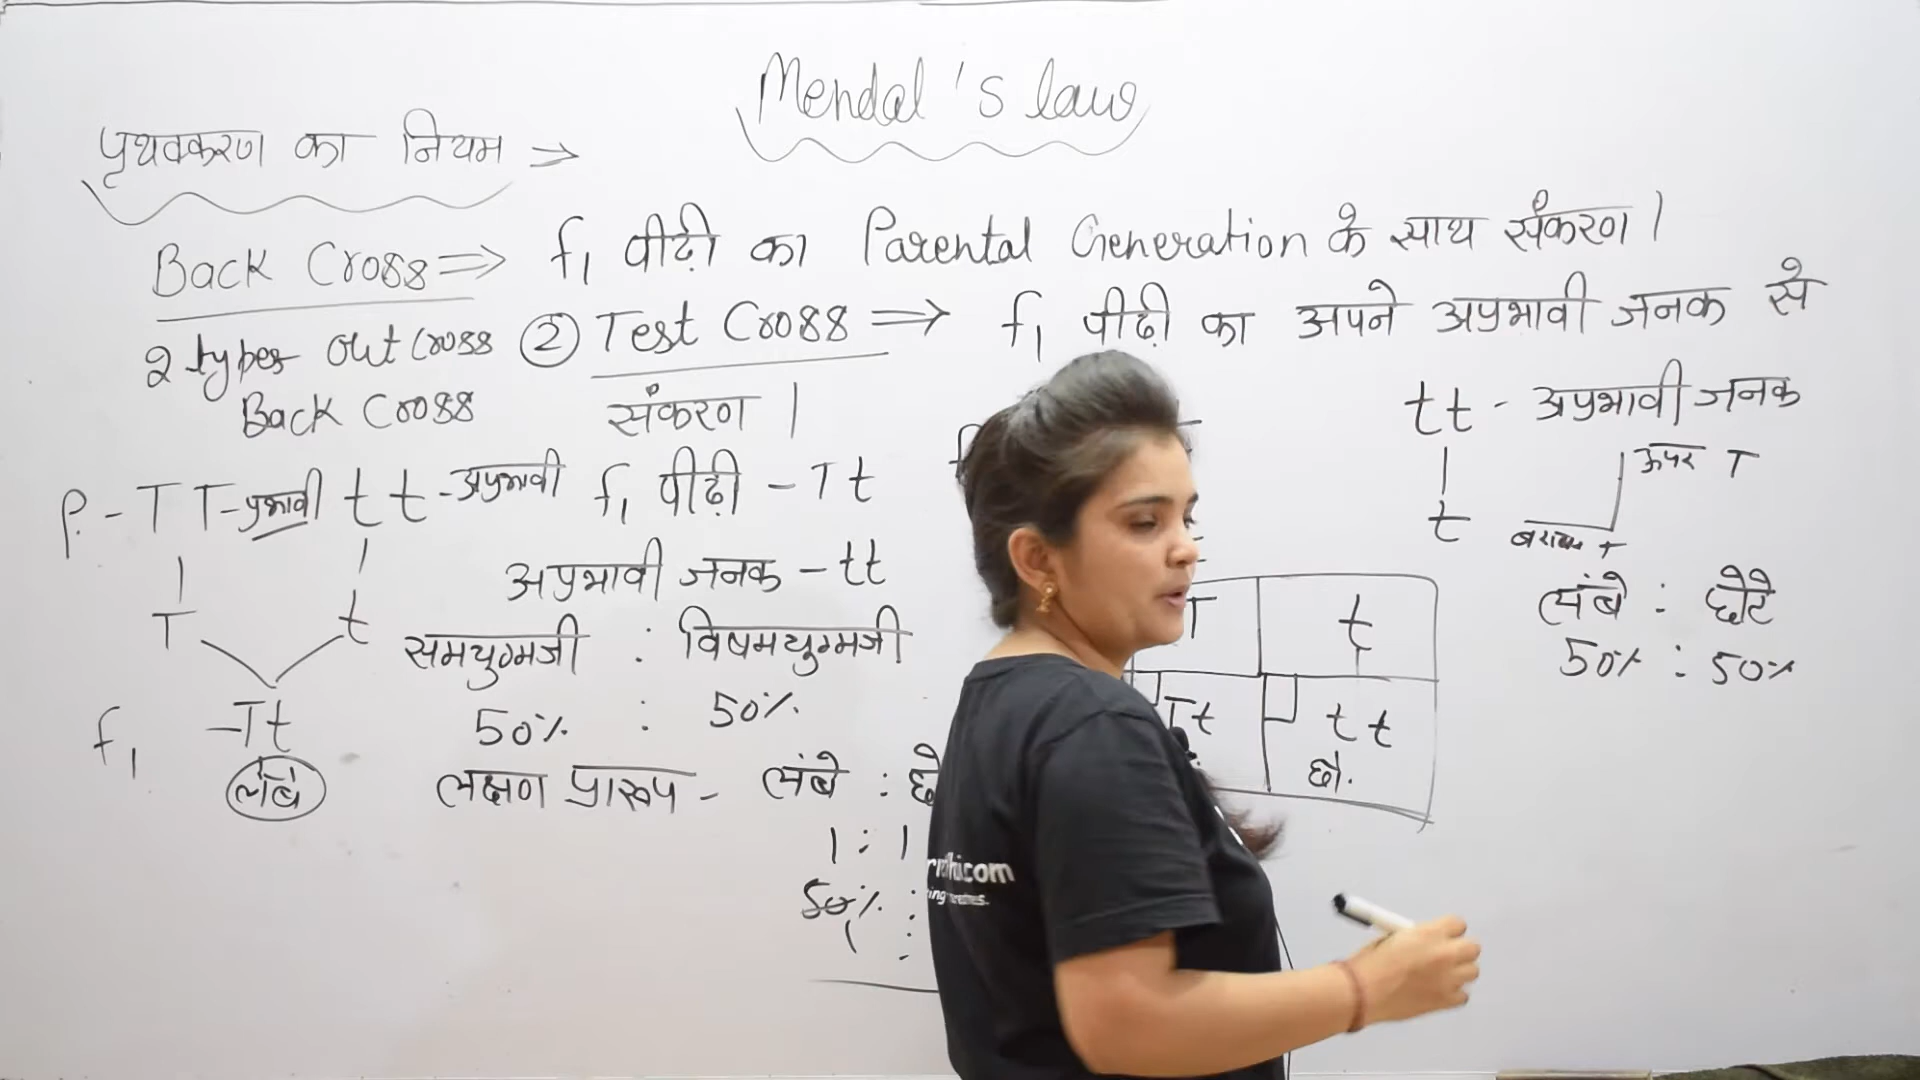 Mendal's law
पृथक्करण का नियम ⇒
Back Cross ⇒ f₁ पीढ़ी का Parental Generation के साथ संकरण ।
2 types out Cross ② Test Cross ⇒ f₁ पीढ़ी का अपने अप्रभावी जनक से
Back Cross संकरण ।
tt - अप्रभावी जनक
P. - TT - प्रभावी tt - अप्रभावी f₁ पीढ़ी - Tt
ऊपर T
t
अप्रभावी जनक - tt
T t
लंबे : छोटे
50% : 50%
समयुग्मजी : विषमयुग्मजी
50% : 50%
T t
Tt tt
छो.
f₁ - Tt
लंबे
लक्षण प्रारूप - लंबे : छो
1 : 1
50% :
rvidhi.com